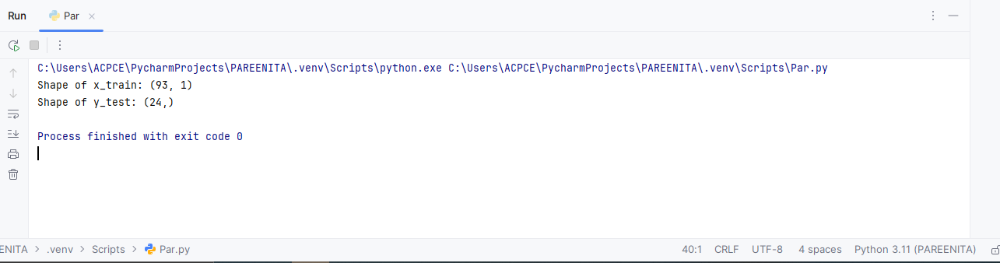 Run Par
C:\Users\ACPCE\PycharmProjects\PAREENITA\.venv\Scripts\python.exe C:\Users\ACPCE\PycharmProjects\PAREENITA\.venv\Scripts\Par.py
Shape of x_train: (93, 1)
Shape of y_test: (24,)
Process finished with exit code 0
ENITA > .venv > Scripts > Par.py 40:1 CRLF UTF-8 4 spaces Python 3.11 (PAREENITA)